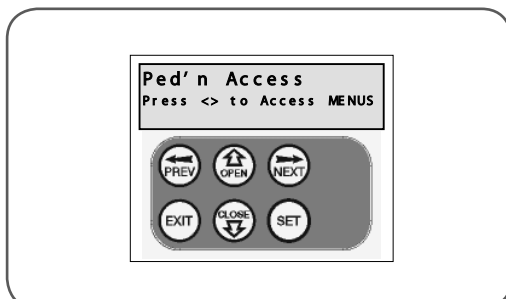 Ped'n Access
Press <> to Access MENUS
PREV
OPEN
NEXT
EXIT
CLOSE
SET